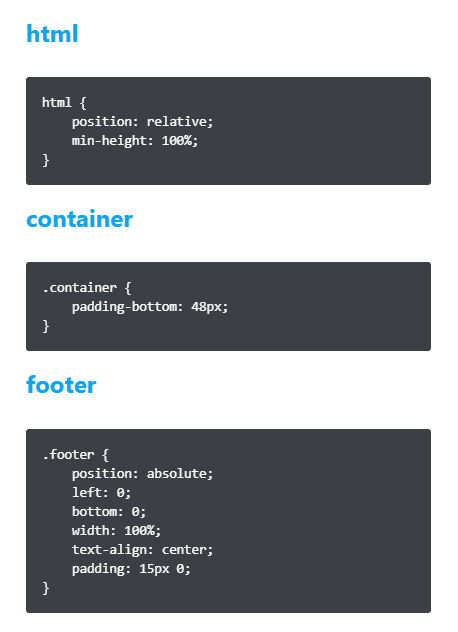 html
html {
    position: relative;
    min-height: 100%;
}
container
.container {
    padding-bottom: 48px;
}
footer
.footer {
    position: absolute;
    left: 0;
    bottom: 0;
    width: 100%;
    text-align: center;
    padding: 15px 0;
}